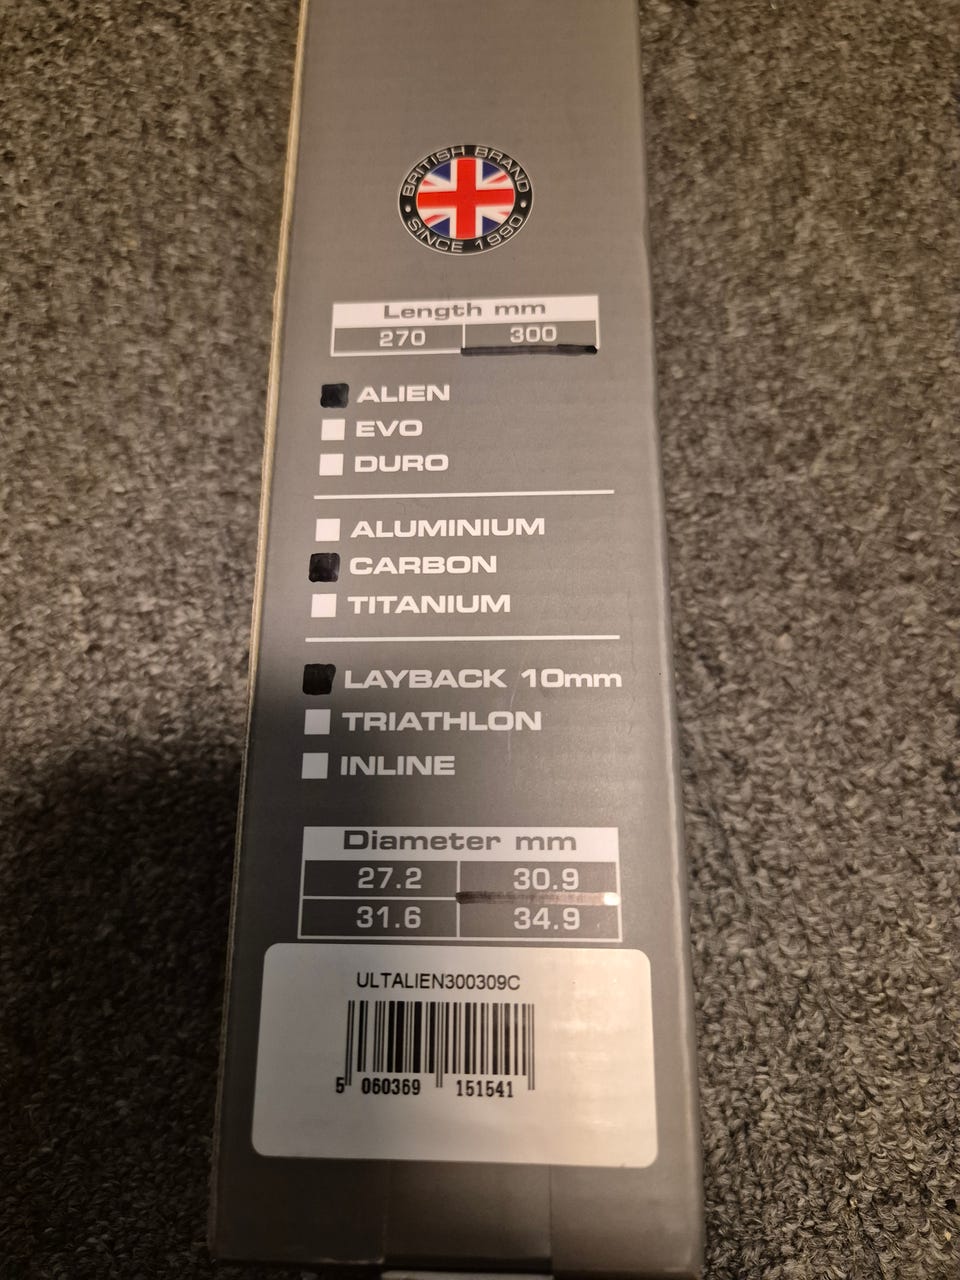 BRITISH BRAND
SINCE 1990
Length mm
270 300
ALIEN
EVO
DURO
ALUMINIUM
CARBON
TITANIUM
LAYBACK 10mm
TRIATHLON
INLINE
Diameter mm
27.2 30.9
31.6 34.9
ULTALIEN300309C
5 060369 151541